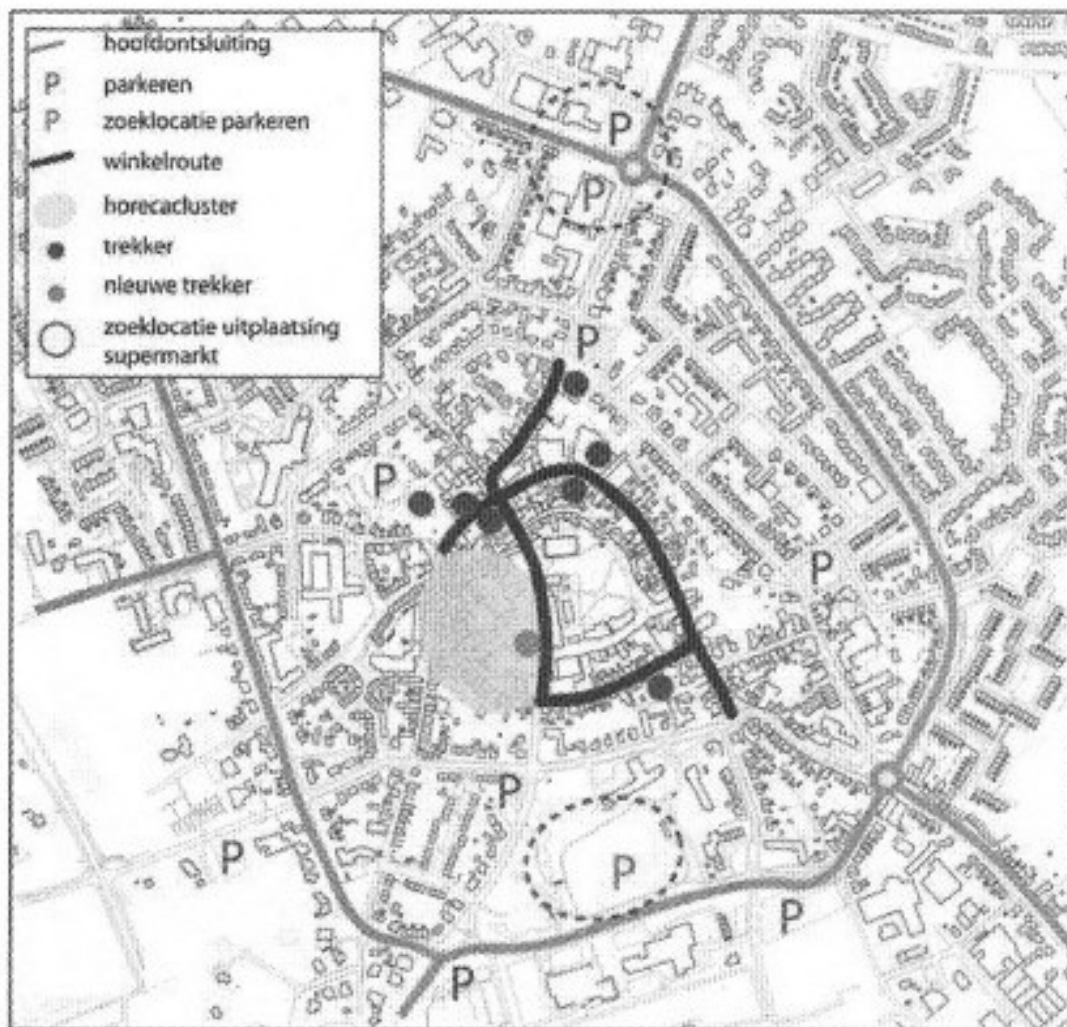 hoofdontsluiting
P parkeren
P zoeklocatie parkeren
winkelroute
horecacluster
trekker
nieuwe trekker
zoeklocatie uitplaatsing
supermarkt
P
P
P
P
P
P
P
P
P
P